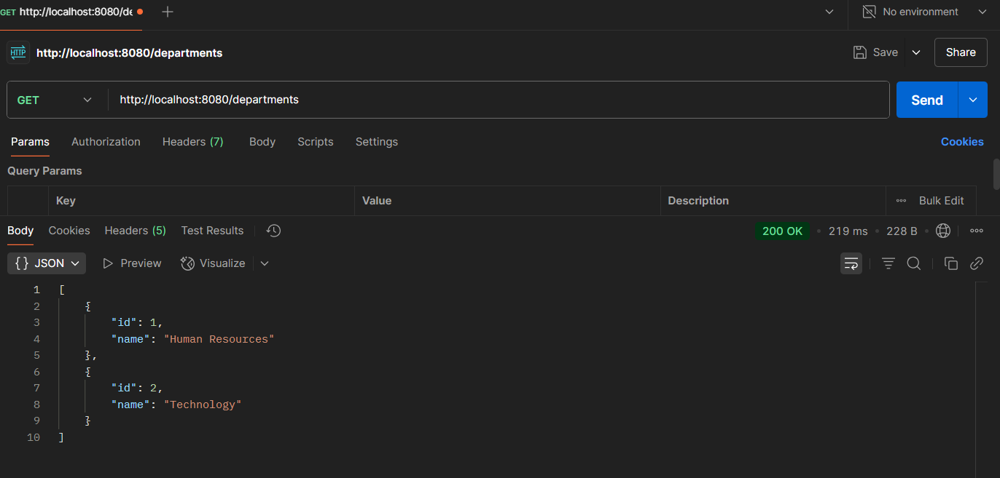 GET http://localhost:8080/de
No environment
HTTP http://localhost:8080/departments
Save
Share
GET http://localhost:8080/departments
Send
Params Authorization Headers (7) Body Scripts Settings Cookies
Query Params
Key Value Description Bulk Edit
Body Cookies Headers (5) Test Results 200 OK 219 ms 228 B
{} JSON Preview Visualize
1 [
2 {
3 "id": 1,
4 "name": "Human Resources"
5 },
6 {
7 "id": 2,
8 "name": "Technology"
9 }
10 ]